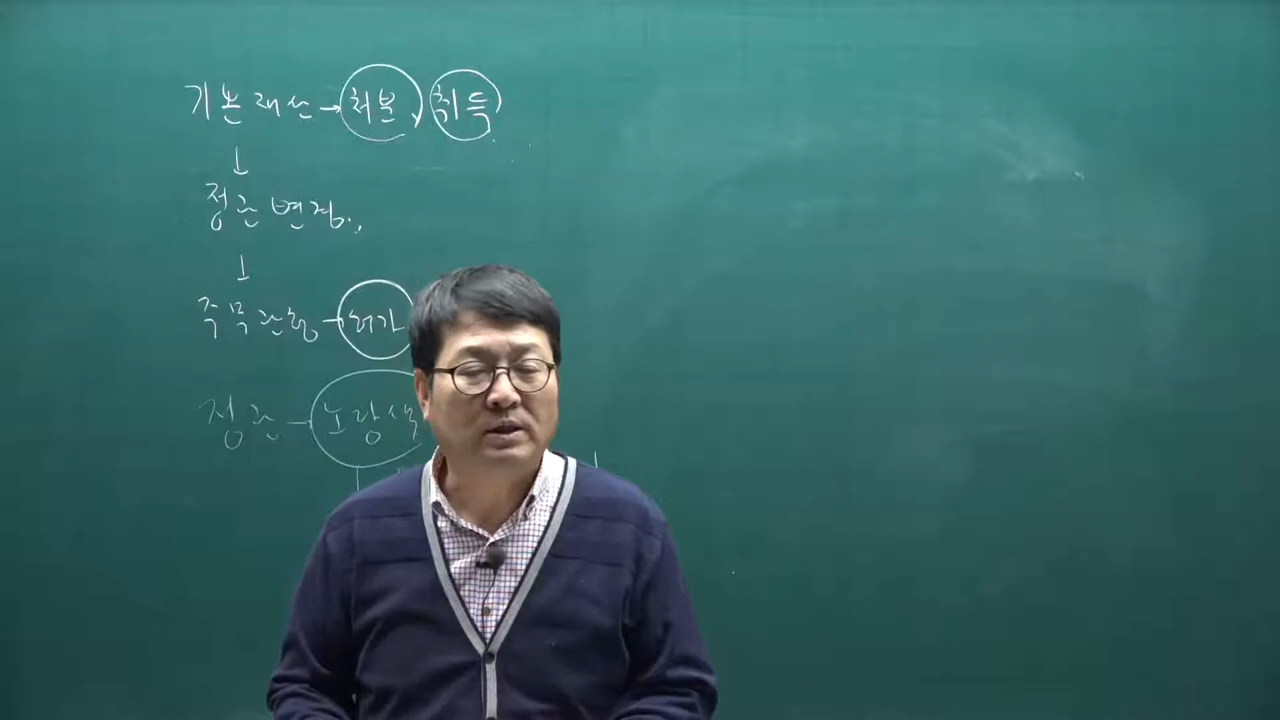 기본재산 → 처분 취득
↓
정관변경
↓
주무관청 - 허가
정관 - 노랑색